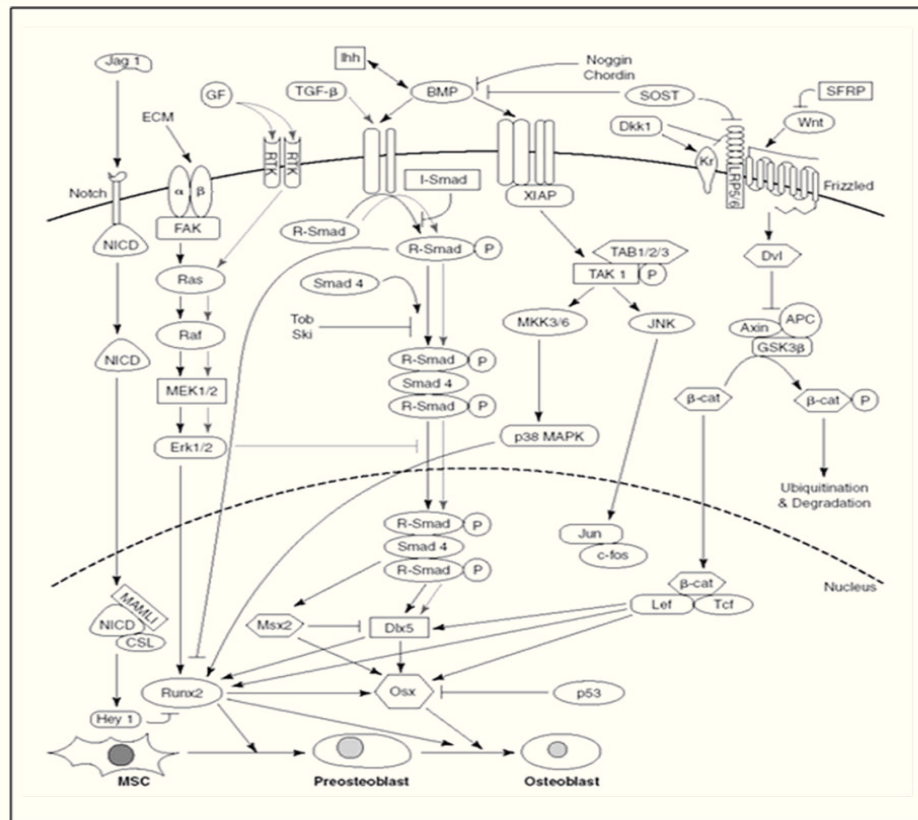 Jag 1
Ihh
Noggin
Chordin
GF
TGF-β
BMP
SOST
SFRP
ECM
Dkk1
Wnt
RTK
RTK
Kr
LRP5/6
Notch
α
β
I-Smad
XIAP
Frizzled
FAK
R-Smad
NICD
R-Smad
P
TAB1/2/3
Dvl
Ras
Smad 4
TAK 1
P
Tob
Ski
MKK3/6
JNK
Axin
APC
Raf
GSK3β
NICD
R-Smad
P
Smad 4
MEK1/2
R-Smad
P
β-cat
β-cat
P
Erk1/2
p38 MAPK
Ubiquitination
& Degradation
R-Smad
P
Jun
Smad 4
c-fos
R-Smad
P
β-cat
Nucleus
MAMLI
Lef
Tcf
NICD
Msx2
Dlx5
CSL
Runx2
Osx
p53
Hey 1
MSC
Preosteoblast
Osteoblast